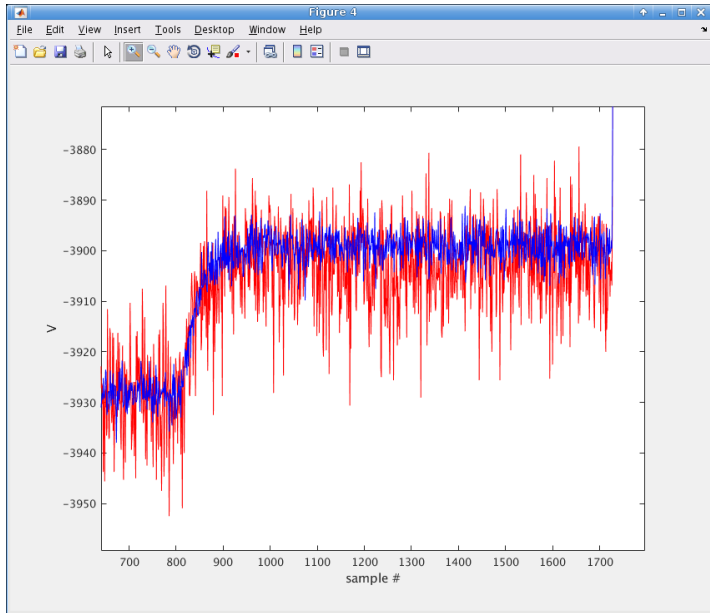 Figure 4
File Edit View Insert Tools Desktop Window Help
-3880
-3890
-3900
-3910
-3920
-3930
-3940
-3950
V
700 800 900 1000 1100 1200 1300 1400 1500 1600 1700
sample #